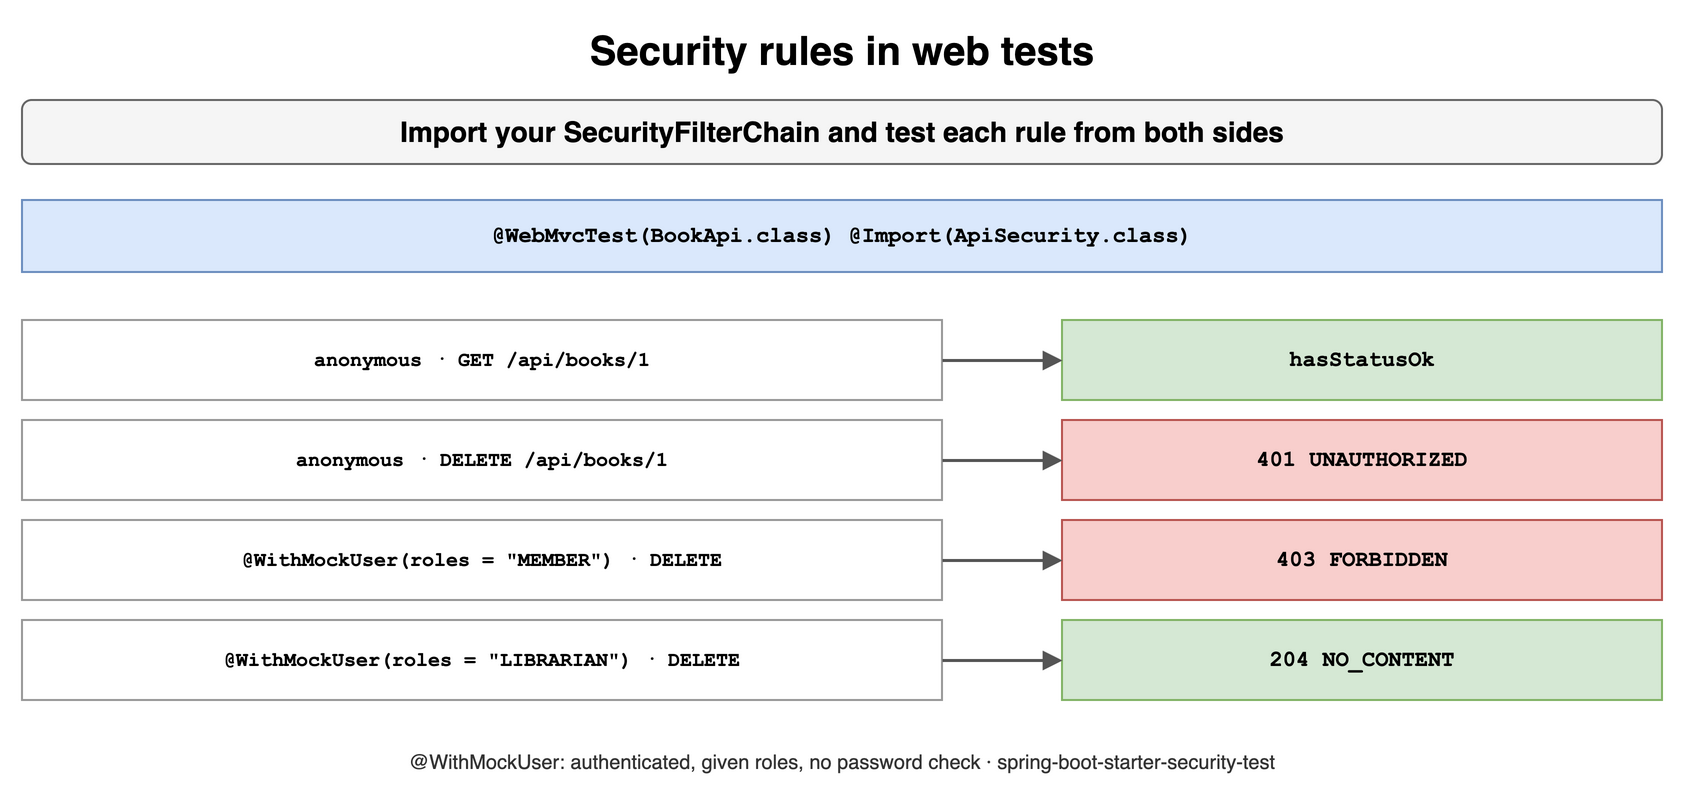 Security rules in web tests
Import your SecurityFilterChain and test each rule from both sides
@WebMvcTest(BookApi.class) @Import(ApiSecurity.class)
anonymous · GET /api/books/1
hasStatusOk
anonymous · DELETE /api/books/1
401 UNAUTHORIZED
@WithMockUser(roles = "MEMBER") · DELETE
403 FORBIDDEN
@WithMockUser(roles = "LIBRARIAN") · DELETE
204 NO_CONTENT
@WithMockUser: authenticated, given roles, no password check · spring-boot-starter-security-test